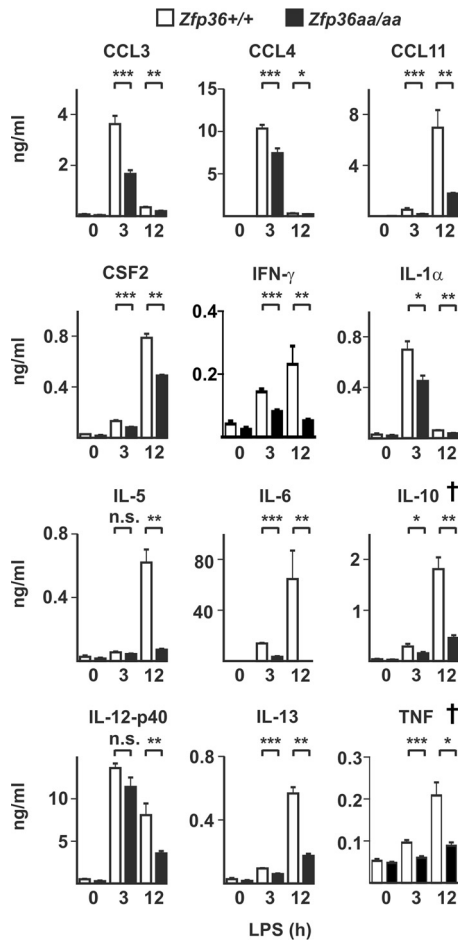 Zfp36+/+ Zfp36aa/aa
CCL3 CCL4 CCL11
*** ** *** * *** **
ng/ml
4 15 8
2 10 4
5
0 3 12 0 3 12 0 3 12
CSF2 IFN-γ IL-1α
*** ** *** ** * **
ng/ml
0.8 0.4 0.8
0.4 0.2 0.4
0 3 12 0 3 12 0 3 12
IL-5 IL-6 IL-10 †
n.s. ** *** ** * **
ng/ml
0.8 80 2
0.4 40 1
0 3 12 0 3 12 0 3 12
IL-12-p40 IL-13 TNF †
n.s. ** *** ** *** *
ng/ml
10 0.8 0.3
5 0.4 0.2
0.1
0 3 12 0 3 12 0 3 12
LPS (h)